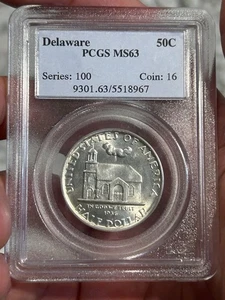 Delaware 50C
PCGS MS63
Series: 100 Coin: 16
9301.63/5518967
UNITED STATES OF AMERICA
IN GOD WE TRUST
HALF DOLLAR